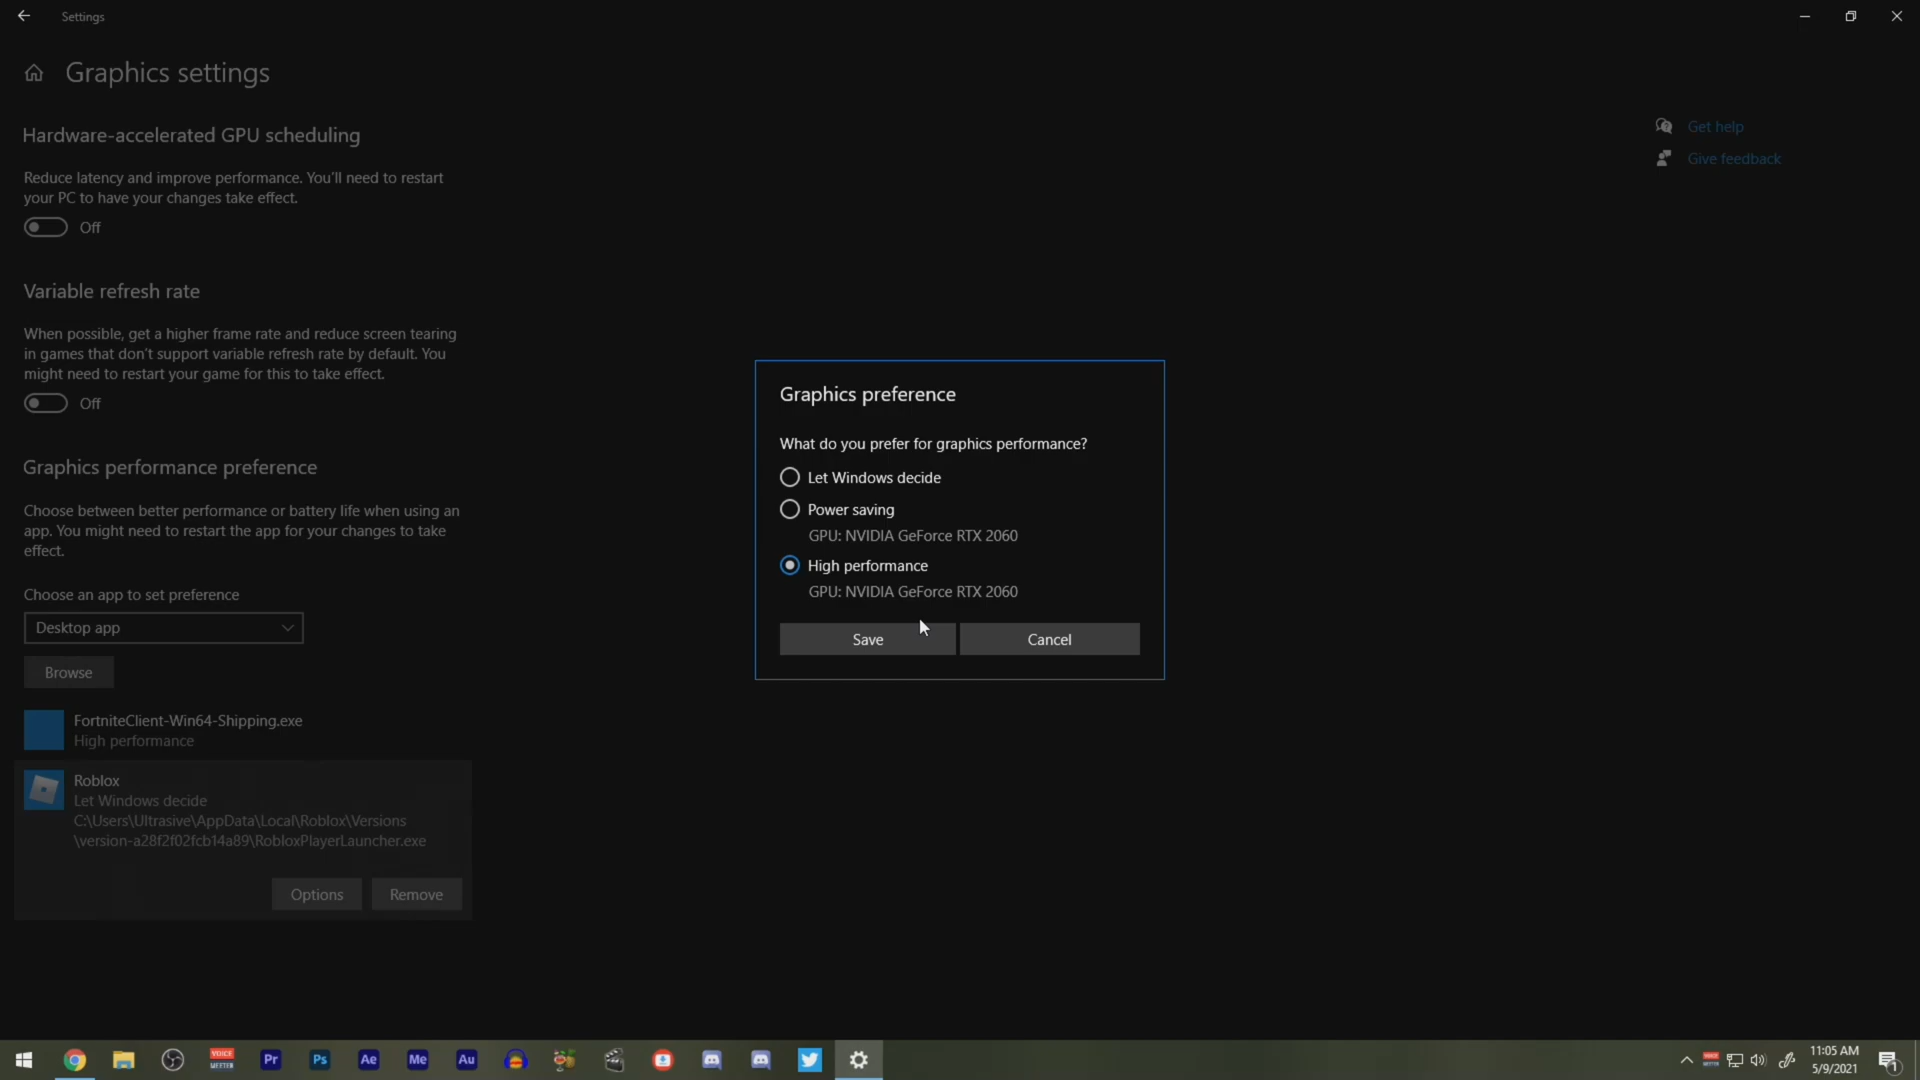 Settings
Graphics settings
Hardware-accelerated GPU scheduling
Reduce latency and improve performance. You'll need to restart
your PC to have your changes take effect.
Off
Variable refresh rate
When possible, get a higher frame rate and reduce screen tearing
in games that don't support variable refresh rate by default. You
might need to restart your game for this to take effect.
Off
Graphics performance preference
Choose between better performance or battery life when using an
app. You might need to restart the app for your changes to take
effect.
Choose an app to set preference
Desktop app
Browse
FortniteClient-Win64-Shipping.exe
High performance
Roblox
Let Windows decide
C:\Users\Ultrasive\AppData\Local\Roblox\Versions
\version-a28f2f02fcb14a89\RobloxPlayerLauncher.exe
Options
Remove
Get help
Give feedback
Graphics preference
What do you prefer for graphics performance?
Let Windows decide
Power saving
GPU: NVIDIA GeForce RTX 2060
High performance
GPU: NVIDIA GeForce RTX 2060
Save
Cancel
VOICE
MEETER
Pr
Ps
Ae
Me
Au
11:05 AM
5/9/2021
1